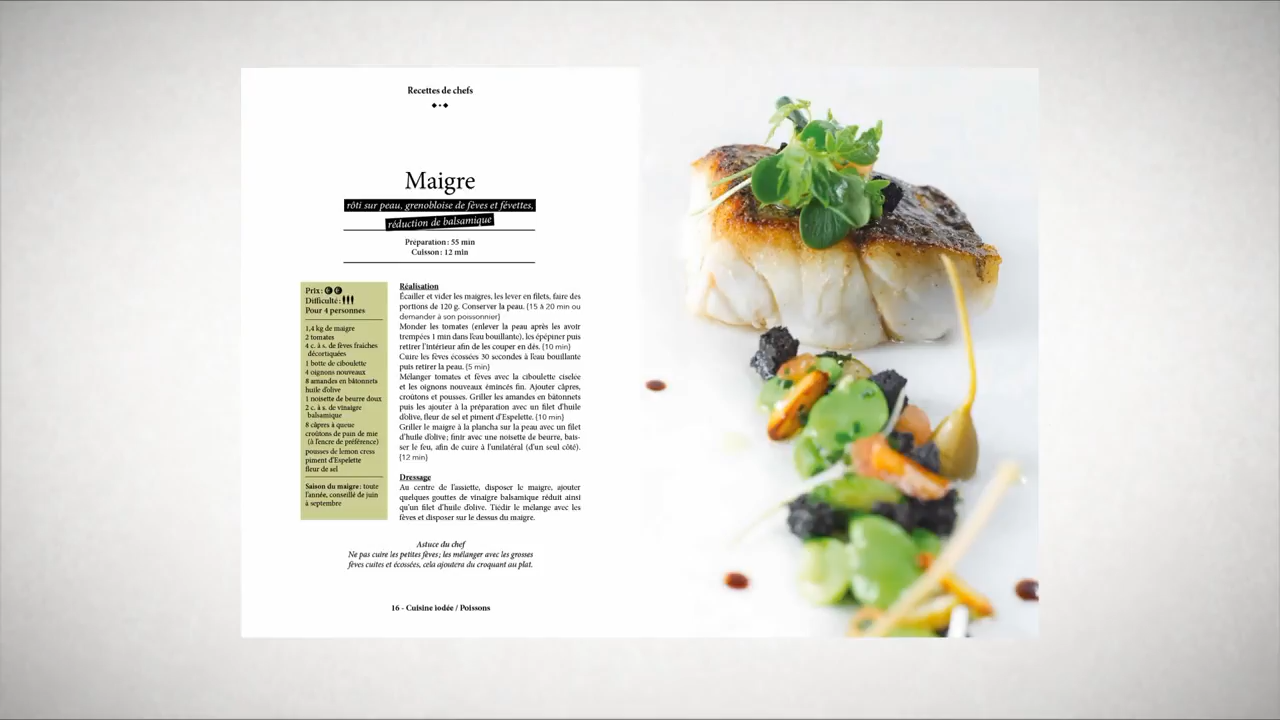 Recettes de chefs
Maigre
rôti sur peau, grenobloise de fèves et févettes,
réduction de balsamique
Préparation : 55 min
Cuisson : 12 min
Prix :
Difficulté :
Pour 4 personnes
1,4 kg de maigre
2 tomates
4 c. à s. de fèves fraîches
décortiquées
1 botte de ciboulette
4 oignons nouveaux
8 amandes en bâtonnets
huile d'olive
1 noisette de beurre doux
2 c. à s. de vinaigre
balsamique
8 câpres à queue
croûtons de pain de mie
(à l'encre de préférence)
pousses de lemon cress
piment d'Espelette
fleur de sel
Saison du maigre : toute
l'année, conseillé de juin
à septembre
Réalisation
Écailler et vider les maigres, les lever en filets, faire des
portions de 120 g. Conserver la peau. {15 à 20 min ou
demander à son poissonnier}
Monder les tomates (enlever la peau après les avoir
trempées 1 min dans l'eau bouillante), les épépiner puis
retirer l'intérieur afin de les couper en dés. {10 min}
Cuire les fèves écossées 30 secondes à l'eau bouillante
puis retirer la peau. {5 min}
Mélanger tomates et fèves avec la ciboulette ciselée
et les oignons nouveaux émincés fin. Ajouter câpres,
croûtons et pousses. Griller les amandes en bâtonnets
puis les ajouter à la préparation avec un filet d'huile
d'olive, fleur de sel et piment d'Espelette. {10 min}
Griller le maigre à la plancha sur la peau avec un filet
d'huile d'olive ; finir avec une noisette de beurre, bais-
ser le feu, afin de cuire à l'unilatéral (d'un seul côté).
{12 min}
Dressage
Au centre de l'assiette, disposer le maigre, ajouter
quelques gouttes de vinaigre balsamique réduit ainsi
qu'un filet d'huile d'olive. Tiédir le mélange avec les
fèves et disposer sur le dessus du maigre.
Astuce du chef
Ne pas cuire les petites fèves ; les mélanger avec les grosses
fèves cuites et écossées, cela ajoutera du croquant au plat.
16 - Cuisine iodée / Poissons